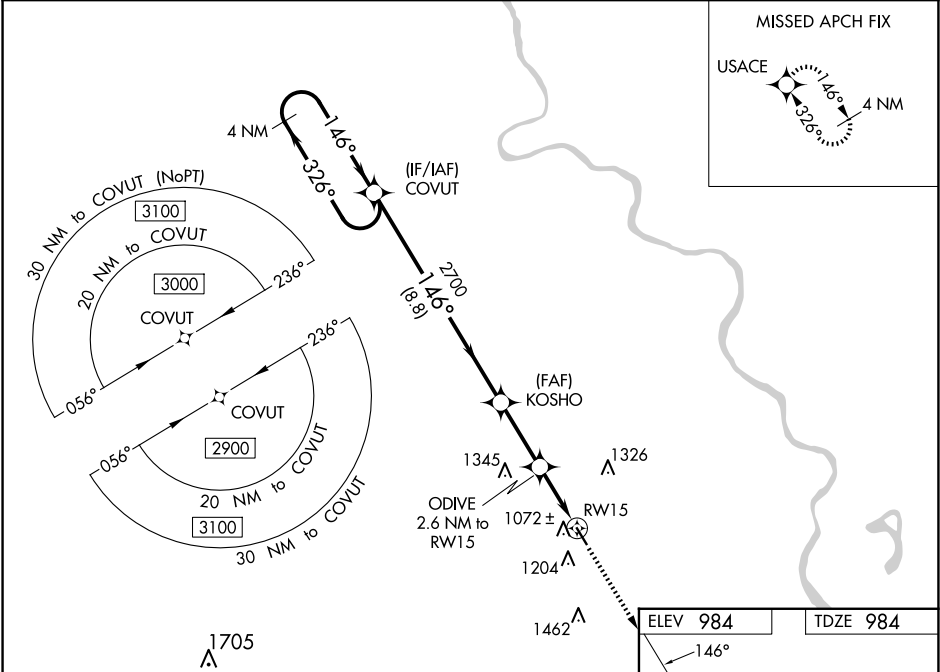 MISSED APCH FIX
USACE
146°
326°
4 NM
4 NM
146°
326°
(IF/IAF)
COVUT
30 NM to COVUT (NoPT)
3100
20 NM to COVUT
3000
236°
COVUT
056°
2700
146°
(8.8)
236°
COVUT
056°
2900
20 NM to COVUT
3100
30 NM to COVUT
(FAF)
KOSHO
1345
1326
ODIVE
2.6 NM to
RW15
1072 ±
RW15
1204
1462
1705
ELEV 984
TDZE 984
146°